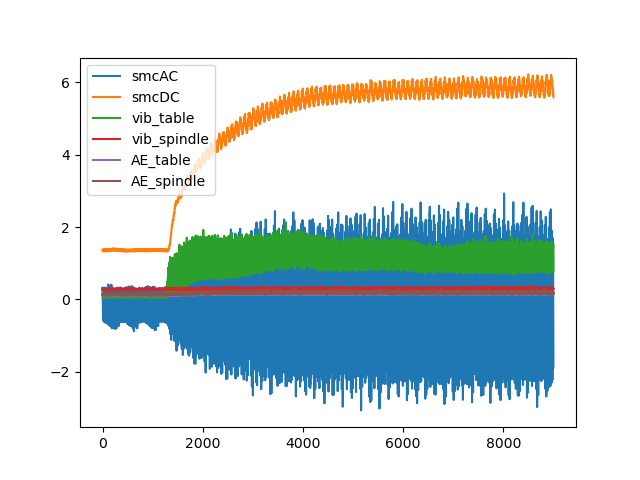 smcAC
smcDC
vib_table
vib_spindle
AE_table
AE_spindle
6
4
2
0
−2
0 2000 4000 6000 8000